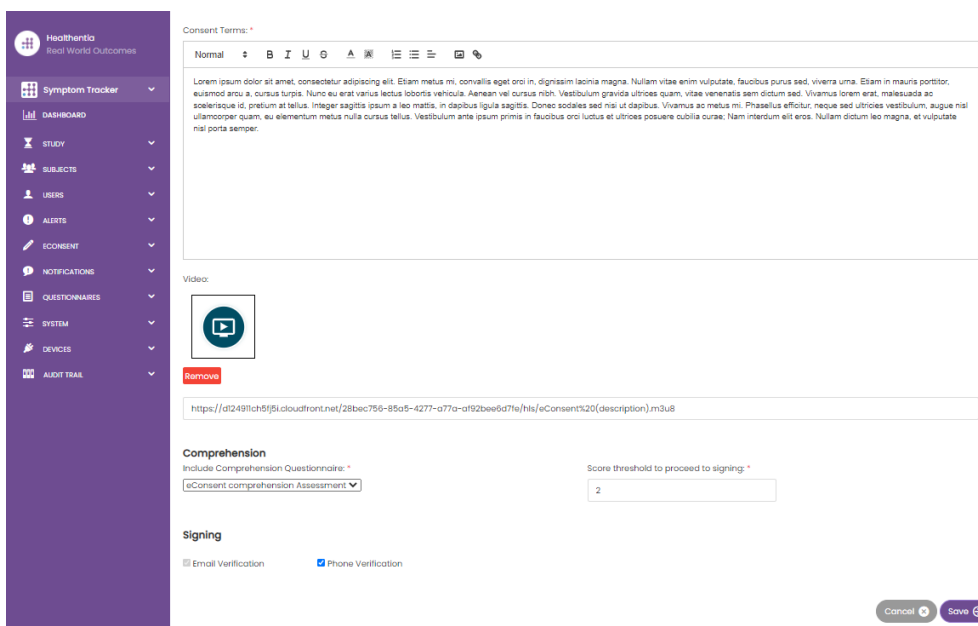 Healthentia
Real World Outcomes
Symptom Tracker
DASHBOARD
STUDY
SUBJECTS
USERS
ALERTS
ECONSENT
NOTIFICATIONS
QUESTIONNAIRES
SYSTEM
DEVICES
AUDIT TRAIL
Consent Terms: *
Normal B I U S A A
Lorem ipsum dolor sit amet, consectetur adipiscing elit. Etiam metus mi, convallis eget orci in, dignissim lacinia magna. Nullam vitae enim vulputate, faucibus purus sed, viverra urna. Etiam in mauris porttitor,
euismod arcu a, cursus turpis. Nunc eu erat varius lectus lobortis vehicula. Aenean vel cursus nibh. Vestibulum gravida ultrices quam, vitae venenatis sem dictum sed. Vivamus lorem erat, malesuada ac
scelerisque id, pretium at tellus. Integer sagittis ipsum a leo mattis, in dapibus ligula sagittis. Donec sodales sed nisi ut dapibus. Vivamus ac metus mi. Phasellus efficitur, neque sed ultricies vestibulum, augue nisl
ullamcorper quam, eu elementum metus nulla cursus tellus. Vestibulum ante ipsum primis in faucibus orci luctus et ultrices posuere cubilia curae; Nam interdum elit eros. Nullam dictum leo magna, et vulputate
nisl porta semper.
Video:
Remove
https://d12491lch5fj5i.cloudfront.net/28bec756-85a5-4277-a77a-af92bee6d7fe/hls/eConsent%20(description).m3u8
Comprehension
Include Comprehension Questionnaire: *
eConsent comprehension Assessment
Score threshold to proceed to signing: *
2
Signing
Email Verification
Phone Verification
Cancel
Save